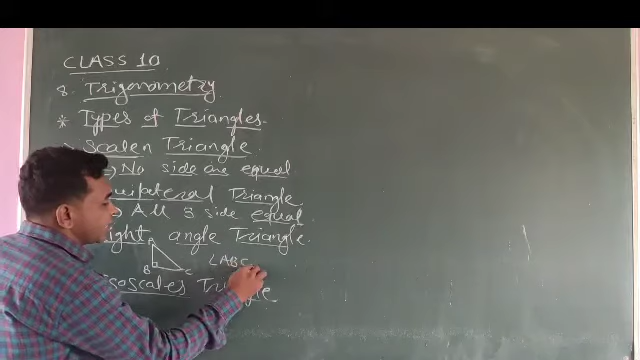 CLASS 10
8. Trigonometry
* Types of Triangles.
Scalen Triangle
→ No side are equal
Triangle.
All 3 side equal
angle Triangle.
A
B C
∠ABC
Triangle